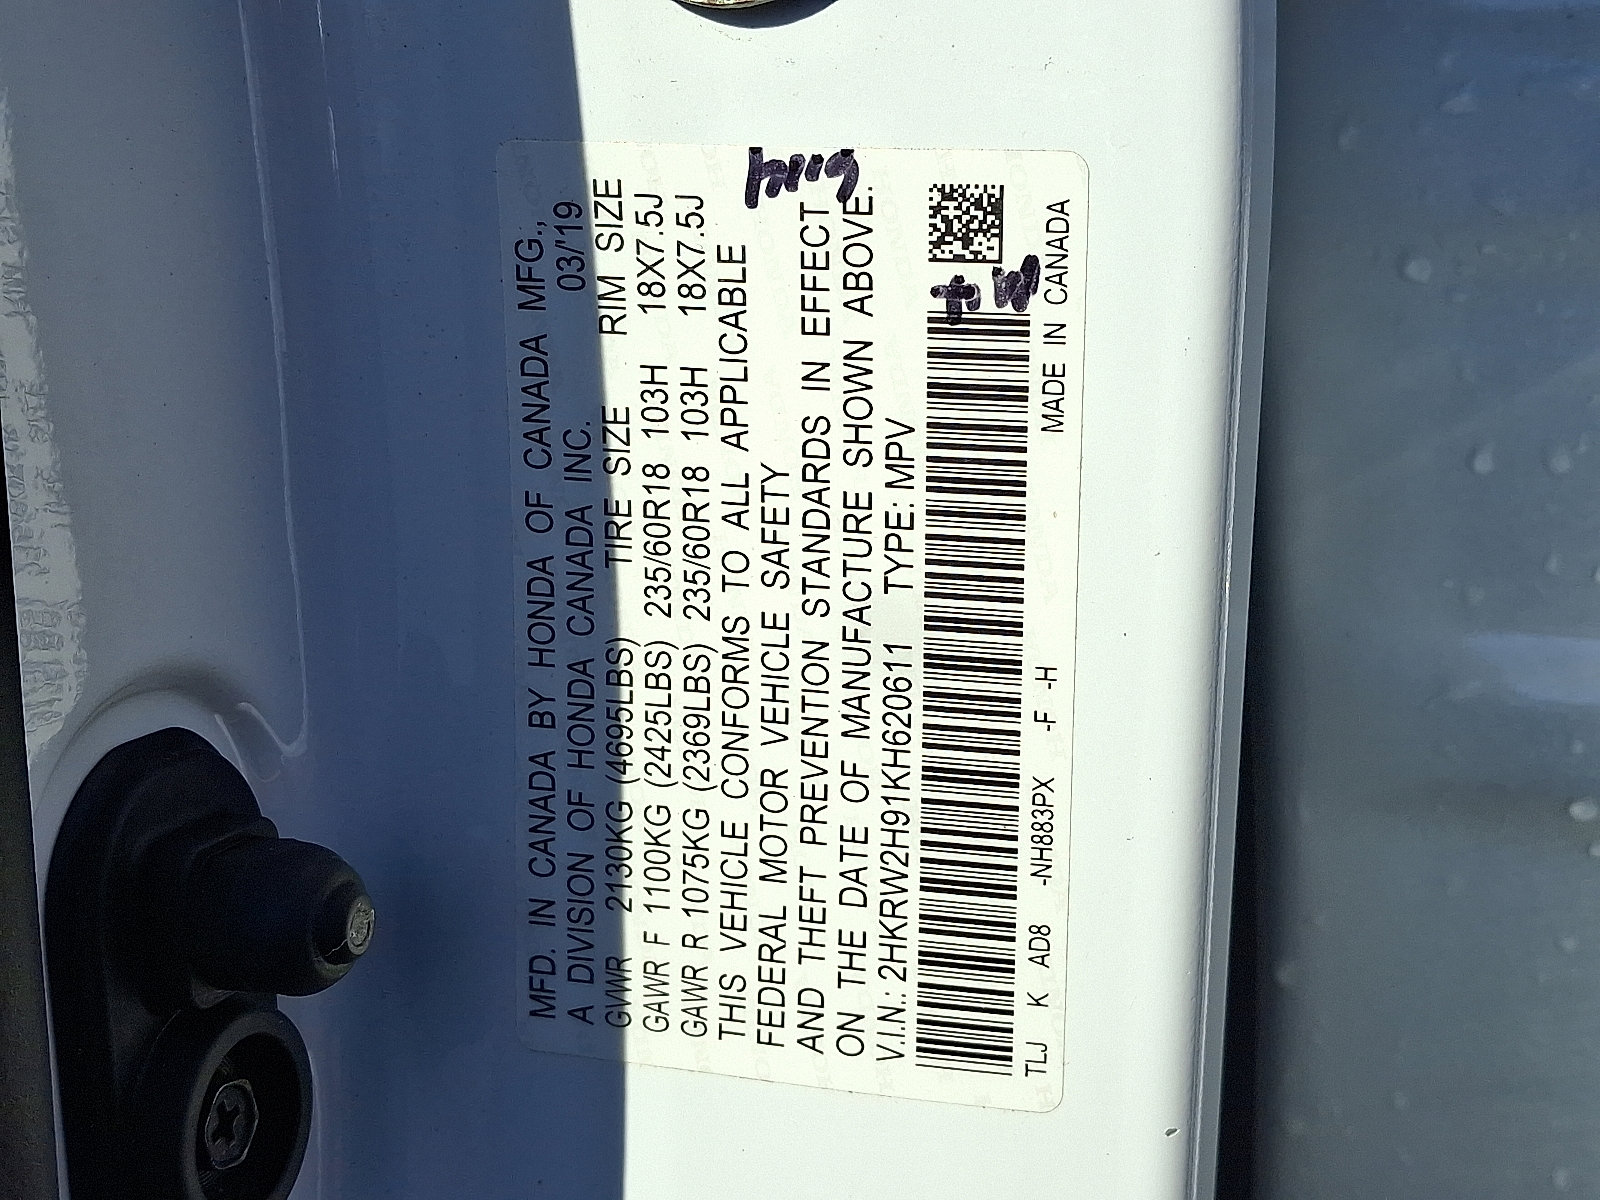 MFD. IN CANADA BY HONDA OF CANADA MFG.,
A DIVISION OF HONDA CANADA INC. 03/'19
GVWR 2130KG (4695LBS) TIRE SIZE RIM SIZE
GAWR F 1100KG (2425LBS) 235/60R18 103H 18X7.5J
GAWR R 1075KG (2369LBS) 235/60R18 103H 18X7.5J
THIS VEHICLE CONFORMS TO ALL APPLICABLE
FEDERAL MOTOR VEHICLE SAFETY
AND THEFT PREVENTION STANDARDS IN EFFECT
ON THE DATE OF MANUFACTURE SHOWN ABOVE.
V.I.N.: 2HKRW2H91KH620611 TYPE: MPV
TLJ K AD8 -NH883PX -F -H MADE IN CANADA